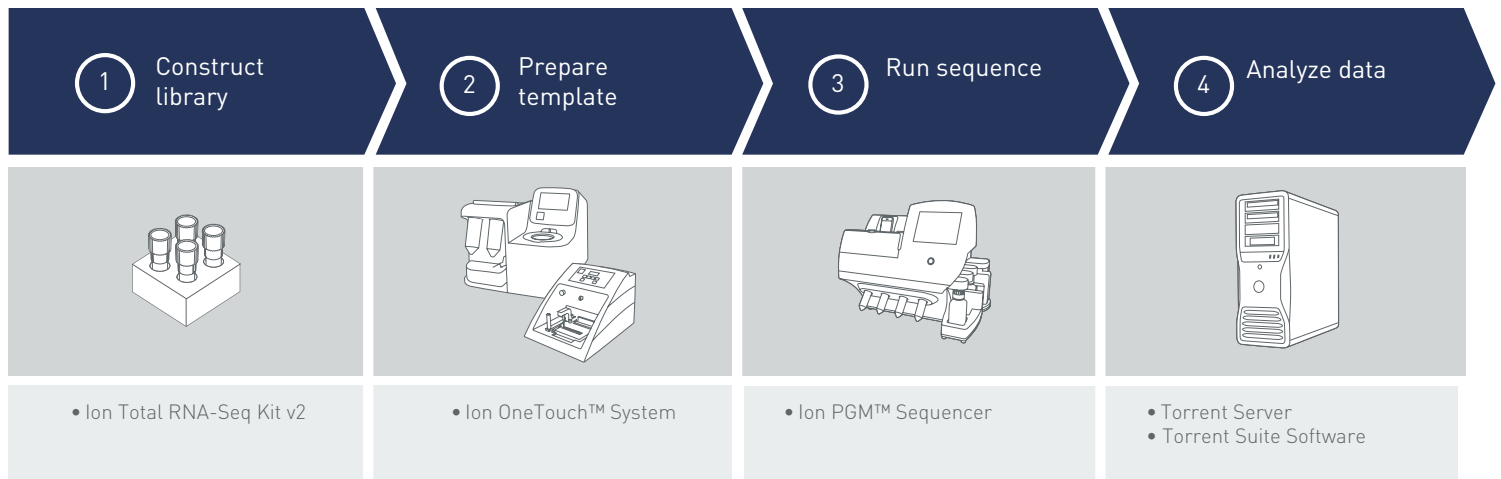 1
Construct
library
2
Prepare
template
3
Run sequence
4
Analyze data
• Ion Total RNA-Seq Kit v2
• Ion OneTouch™ System
• Ion PGM™ Sequencer
• Torrent Server
• Torrent Suite Software